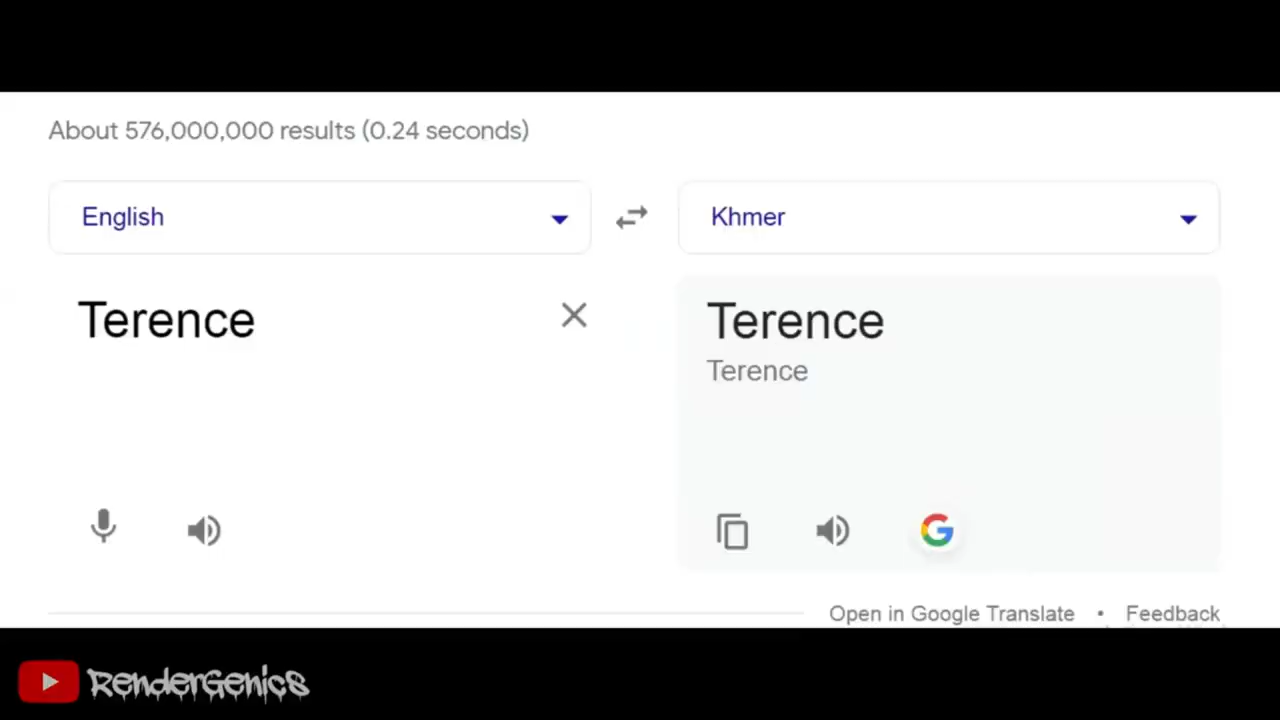 About 576,000,000 results (0.24 seconds)
English
Khmer
Terence
Terence
Terence
Open in Google Translate • Feedback
RenderGenics